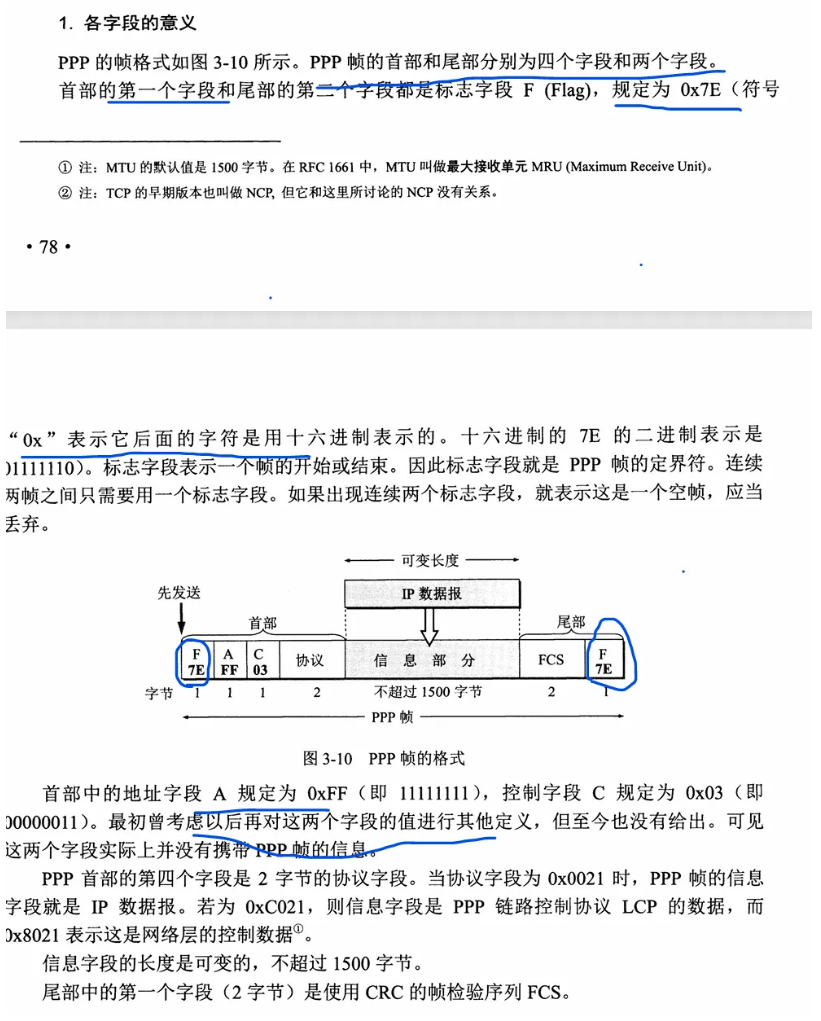 1. 各字段的意义
PPP 的帧格式如图 3-10 所示。PPP 帧的首部和尾部分别为四个字段和两个字段。
首部的第一个字段和尾部的第二个字段都是标志字段 F (Flag)，规定为 0x7E（符号
① 注：MTU 的默认值是 1500 字节。在 RFC 1661 中，MTU 叫做最大接收单元 MRU (Maximum Receive Unit)。
② 注：TCP 的早期版本也叫做 NCP, 但它和这里所讨论的 NCP 没有关系。
• 78 •
“0x”表示它后面的字符是用十六进制表示的。十六进制的 7E 的二进制表示是
01111110）。标志字段表示一个帧的开始或结束。因此标志字段就是 PPP 帧的定界符。连续
两帧之间只需要用一个标志字段。如果出现连续两个标志字段，就表示这是一个空帧，应当
丢弃。
可变长度
先发送
IP 数据报
首部
尾部
F A C 协议 信息部分 FCS F
7E FF 03 7E
字节 1 1 1 2 不超过 1500 字节 2 1
PPP 帧
图 3-10 PPP 帧的格式
首部中的地址字段 A 规定为 0xFF（即 11111111），控制字段 C 规定为 0x03（即
00000011）。最初曾考虑以后再对这两个字段的值进行其他定义，但至今也没有给出。可见
这两个字段实际上并没有携带 PPP 帧的信息。
PPP 首部的第四个字段是 2 字节的协议字段。当协议字段为 0x0021 时，PPP 帧的信息
字段就是 IP 数据报。若为 0xC021，则信息字段是 PPP 链路控制协议 LCP 的数据，而
0x8021 表示这是网络层的控制数据①。
信息字段的长度是可变的，不超过 1500 字节。
尾部中的第一个字段（2 字节）是使用 CRC 的帧检验序列 FCS。